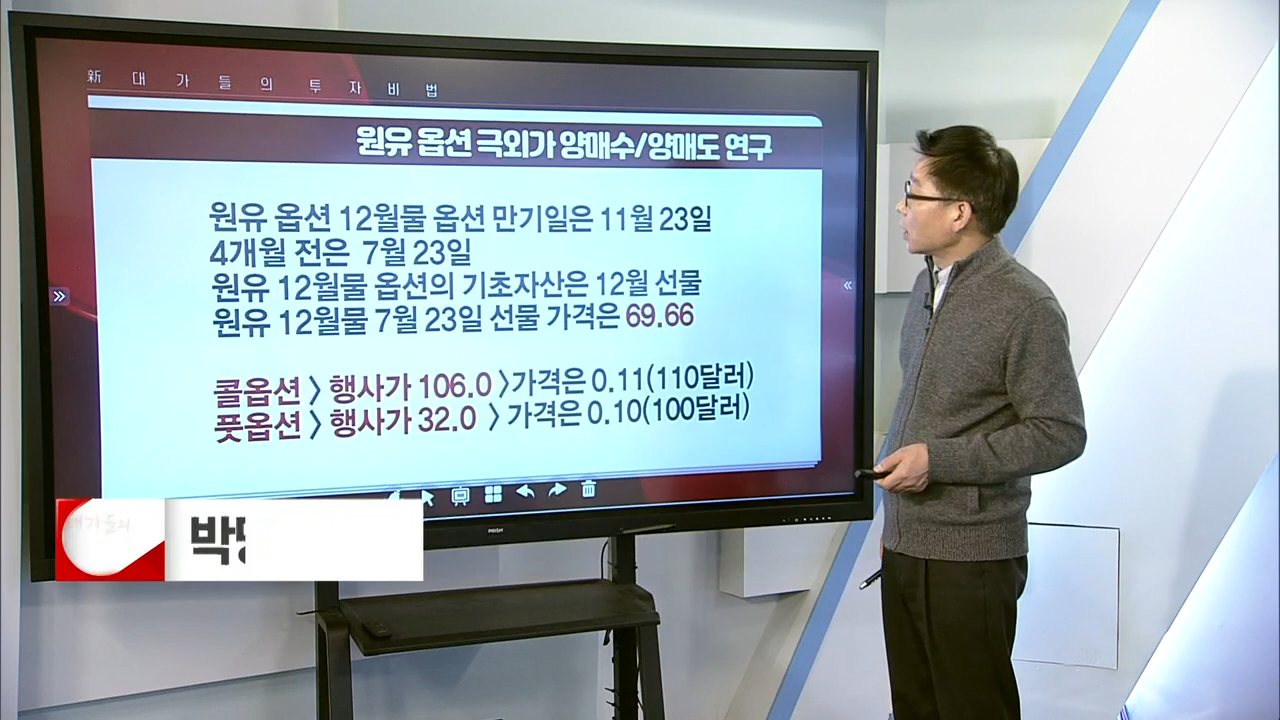 新 대 가 들 의 투 자 비 법
원유 옵션 극외가 양매수/양매도 연구
원유 옵션 12월물 옵션 만기일은 11월 23일
4개월 전은 7월 23일
원유 12월물 옵션의 기초자산은 12월 선물
원유 12월물 7월 23일 선물 가격은 69.66
콜옵션 > 행사가 106.0 >가격은 0.11(110달러)
풋옵션 > 행사가 32.0 > 가격은 0.10(100달러)
PRISM
박